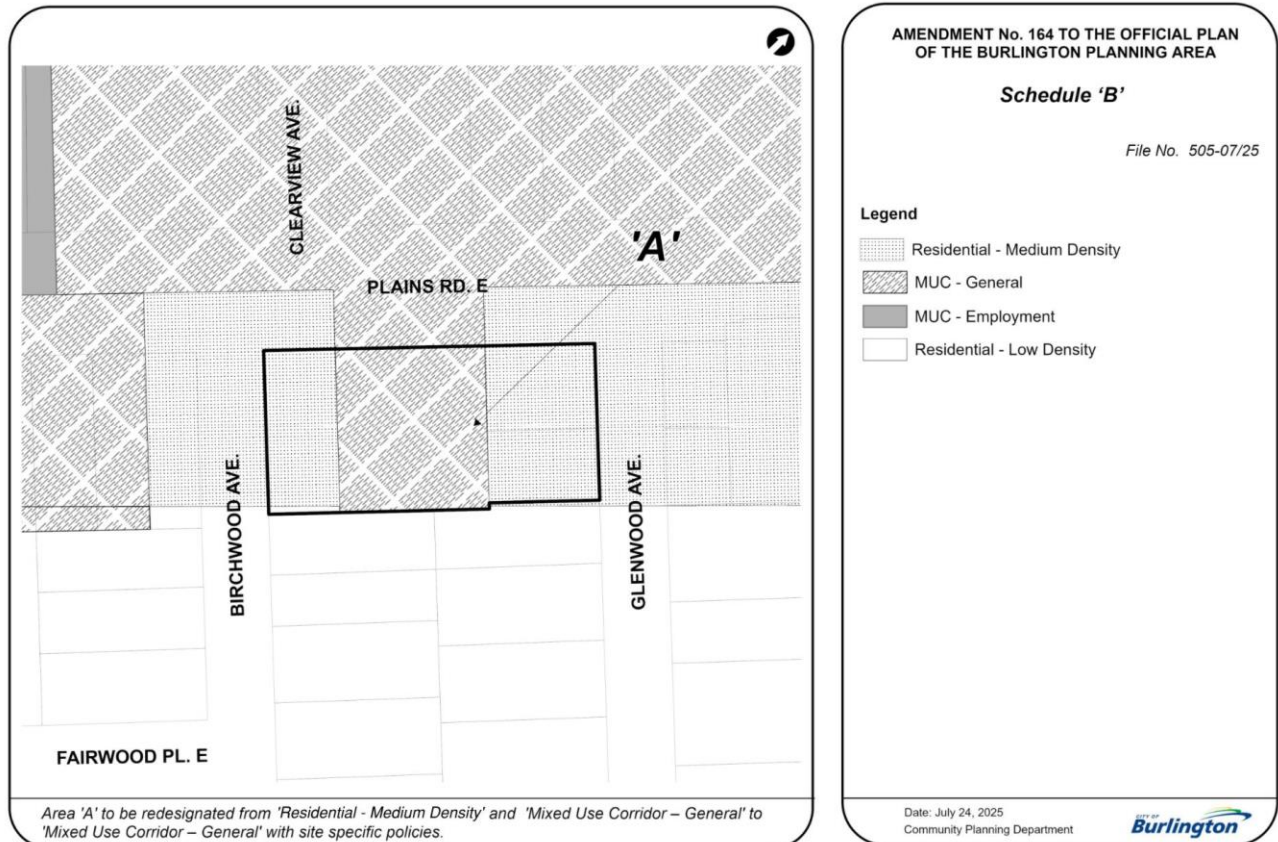 CLEARVIEW AVE.
'A'
PLAINS RD. E
BIRCHWOOD AVE.
GLENWOOD AVE.
FAIRWOOD PL. E
Area 'A' to be redesignated from 'Residential - Medium Density' and 'Mixed Use Corridor – General' to
'Mixed Use Corridor – General' with site specific policies.
AMENDMENT No. 164 TO THE OFFICIAL PLAN
OF THE BURLINGTON PLANNING AREA
Schedule ‘B’
File No. 505-07/25
Legend
Residential - Medium Density
MUC - General
MUC - Employment
Residential - Low Density
Date: July 24, 2025
Community Planning Department
CITY OF
Burlington